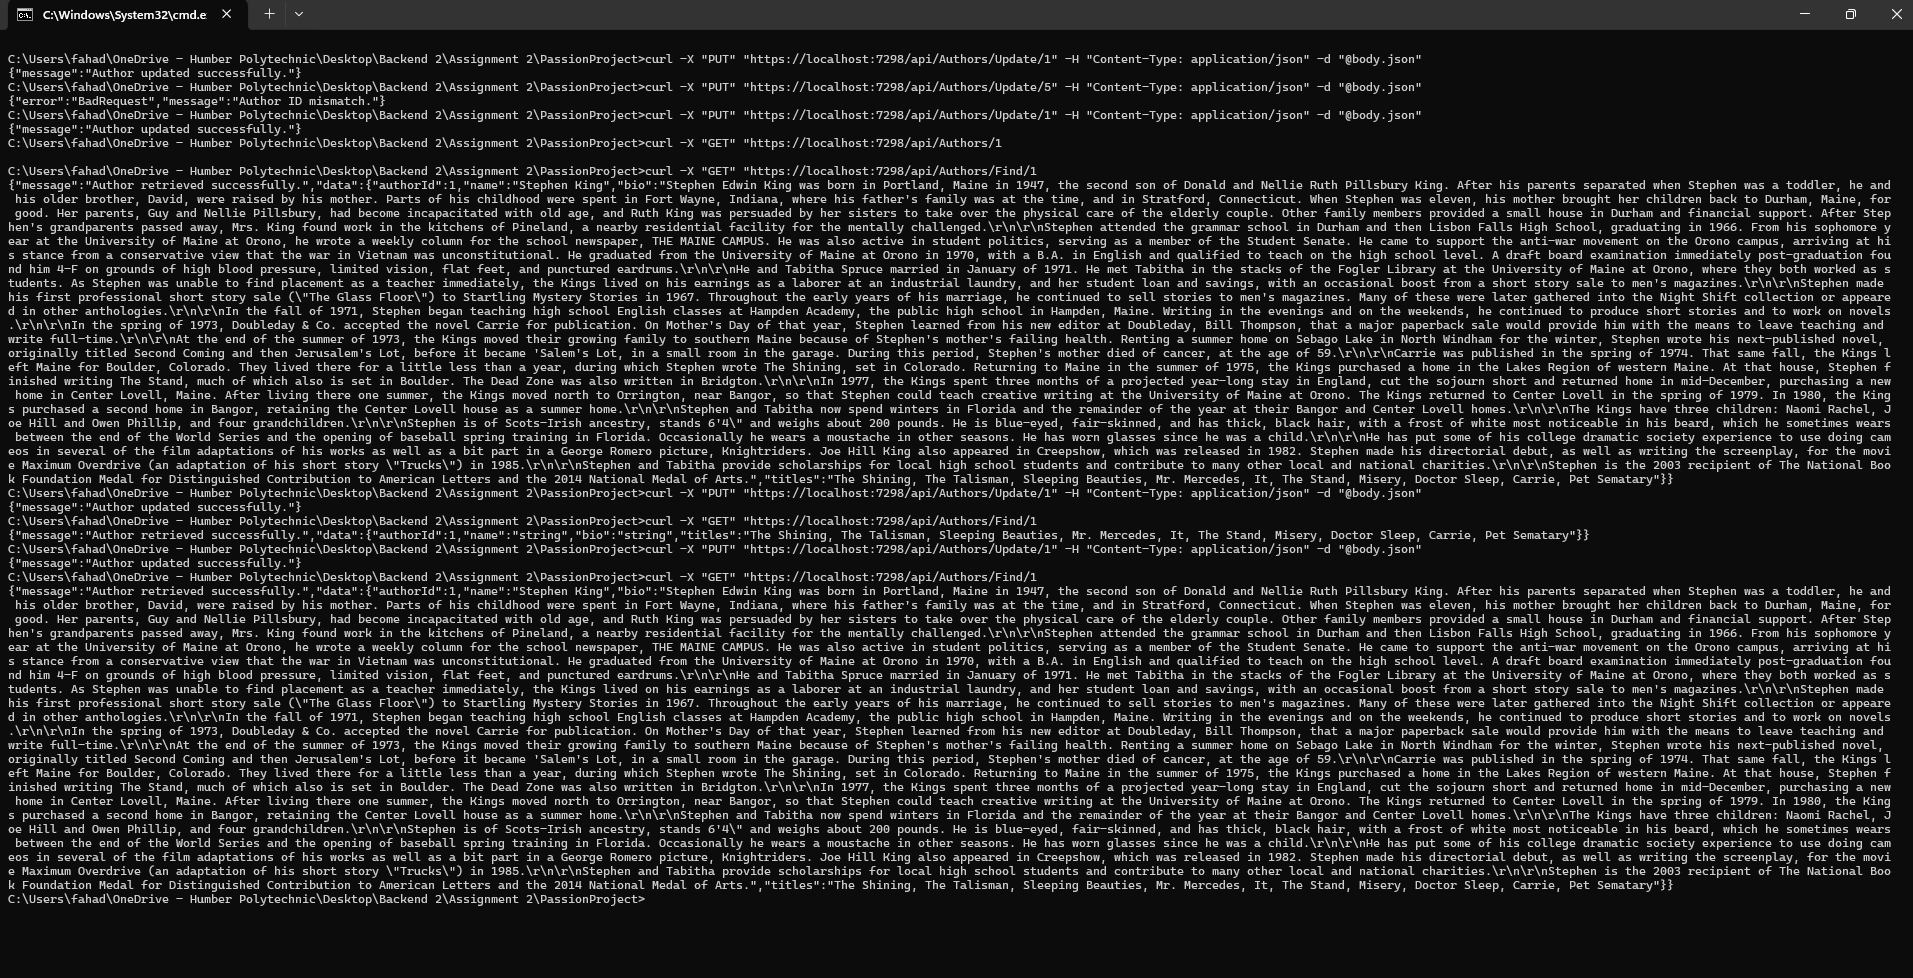 C:\Windows\System32\cmd.e
C:\Users\fahad\OneDrive - Humber Polytechnic\Desktop\Backend 2\Assignment 2\PassionProject>curl -X "PUT" "https://localhost:7298/api/Authors/Update/1" -H "Content-Type: application/json" -d "@body.json"
{"message":"Author updated successfully."}
C:\Users\fahad\OneDrive - Humber Polytechnic\Desktop\Backend 2\Assignment 2\PassionProject>curl -X "PUT" "https://localhost:7298/api/Authors/Update/5" -H "Content-Type: application/json" -d "@body.json"
{"error":"BadRequest","message":"Author ID mismatch."}
C:\Users\fahad\OneDrive - Humber Polytechnic\Desktop\Backend 2\Assignment 2\PassionProject>curl -X "PUT" "https://localhost:7298/api/Authors/Update/1" -H "Content-Type: application/json" -d "@body.json"
{"message":"Author updated successfully."}
C:\Users\fahad\OneDrive - Humber Polytechnic\Desktop\Backend 2\Assignment 2\PassionProject>curl -X "GET" "https://localhost:7298/api/Authors/1
C:\Users\fahad\OneDrive - Humber Polytechnic\Desktop\Backend 2\Assignment 2\PassionProject>curl -X "GET" "https://localhost:7298/api/Authors/Find/1
{"message":"Author retrieved successfully.","data":{"authorId":1,"name":"Stephen King","bio":"Stephen Edwin King was born in Portland, Maine in 1947, the second son of Donald and Nellie Ruth Pillsbury King. After his parents separated when Stephen was a toddler, he and
his older brother, David, were raised by his mother. Parts of his childhood were spent in Fort Wayne, Indiana, where his father's family was at the time, and in Stratford, Connecticut. When Stephen was eleven, his mother brought her children back to Durham, Maine, for
good. Her parents, Guy and Nellie Pillsbury, had become incapacitated with old age, and Ruth King was persuaded by her sisters to take over the physical care of the elderly couple. Other family members provided a small house in Durham and financial support. After Step
hen's grandparents passed away, Mrs. King found work in the kitchens of Pineland, a nearby residential facility for the mentally challenged.\r\n\r\nStephen attended the grammar school in Durham and then Lisbon Falls High School, graduating in 1966. From his sophomore y
ear at the University of Maine at Orono, he wrote a weekly column for the school newspaper, THE MAINE CAMPUS. He was also active in student politics, serving as a member of the Student Senate. He came to support the anti-war movement on the Orono campus, arriving at hi
s stance from a conservative view that the war in Vietnam was unconstitutional. He graduated from the University of Maine at Orono in 1970, with a B.A. in English and qualified to teach on the high school level. A draft board examination immediately post-graduation fou
nd him 4-F on grounds of high blood pressure, limited vision, flat feet, and punctured eardrums.\r\n\r\nHe and Tabitha Spruce married in January of 1971. He met Tabitha in the stacks of the Fogler Library at the University of Maine at Orono, where they both worked as s
tudents. As Stephen was unable to find placement as a teacher immediately, the Kings lived on his earnings as a laborer at an industrial laundry, and her student loan and savings, with an occasional boost from a short story sale to men's magazines.\r\n\r\nStephen made 
his first professional short story sale (\"The Glass Floor\") to Startling Mystery Stories in 1967. Throughout the early years of his marriage, he continued to sell stories to men's magazines. Many of these were later gathered into the Night Shift collection or appeare
d in other anthologies.\r\n\r\nIn the fall of 1971, Stephen began teaching high school English classes at Hampden Academy, the public high school in Hampden, Maine. Writing in the evenings and on the weekends, he continued to produce short stories and to work on novels
.\r\n\r\nIn the spring of 1973, Doubleday & Co. accepted the novel Carrie for publication. On Mother's Day of that year, Stephen learned from his new editor at Doubleday, Bill Thompson, that a major paperback sale would provide him with the means to leave teaching and 
write full-time.\r\n\r\nAt the end of the summer of 1973, the Kings moved their growing family to southern Maine because of Stephen's mother's failing health. Renting a summer home on Sebago Lake in North Windham for the winter, Stephen wrote his next-published novel, 
originally titled Second Coming and then Jerusalem's Lot, before it became 'Salem's Lot, in a small room in the garage. During this period, Stephen's mother died of cancer, at the age of 59.\r\n\r\nCarrie was published in the spring of 1974. That same fall, the Kings l
eft Maine for Boulder, Colorado. They lived there for a little less than a year, during which Stephen wrote The Shining, set in Colorado. Returning to Maine in the summer of 1975, the Kings purchased a home in the Lakes Region of western Maine. At that house, Stephen f
inished writing The Stand, much of which also is set in Boulder. The Dead Zone was also written in Bridgton.\r\n\r\nIn 1977, the Kings spent three months of a projected year-long stay in England, cut the sojourn short and returned home in mid-December, purchasing a new
home in Center Lovell, Maine. After living there one summer, the Kings moved north to Orrington, near Bangor, so that Stephen could teach creative writing at the University of Maine at Orono. The Kings returned to Center Lovell in the spring of 1979. In 1980, the King
s purchased a second home in Bangor, retaining the Center Lovell house as a summer home.\r\n\r\nStephen and Tabitha now spend winters in Florida and the remainder of the year at their Bangor and Center Lovell homes.\r\n\r\nThe Kings have three children: Naomi Rachel, J
oe Hill and Owen Phillip, and four grandchildren.\r\n\r\nStephen is of Scots-Irish ancestry, stands 6'4\" and weighs about 200 pounds. He is blue-eyed, fair-skinned, and has thick, black hair, with a frost of white most noticeable in his beard, which he sometimes wears
between the end of the World Series and the opening of baseball spring training in Florida. Occasionally he wears a moustache in other seasons. He has worn glasses since he was a child.\r\n\r\nHe has put some of his college dramatic society experience to use doing cam
eos in several of the film adaptations of his works as well as a bit part in a George Romero picture, Knightriders. Joe Hill King also appeared in Creepshow, which was released in 1982. Stephen made his directorial debut, as well as writing the screenplay, for the movi
e Maximum Overdrive (an adaptation of his short story \"Trucks\") in 1985.\r\n\r\nStephen and Tabitha provide scholarships for local high school students and contribute to many other local and national charities.\r\n\r\nStephen is the 2003 recipient of The National Boo
k Foundation Medal for Distinguished Contribution to American Letters and the 2014 National Medal of Arts.","titles":"The Shining, The Talisman, Sleeping Beauties, Mr. Mercedes, It, The Stand, Misery, Doctor Sleep, Carrie, Pet Sematary"}}
C:\Users\fahad\OneDrive - Humber Polytechnic\Desktop\Backend 2\Assignment 2\PassionProject>curl -X "PUT" "https://localhost:7298/api/Authors/Update/1" -H "Content-Type: application/json" -d "@body.json"
{"message":"Author updated successfully."}
C:\Users\fahad\OneDrive - Humber Polytechnic\Desktop\Backend 2\Assignment 2\PassionProject>curl -X "GET" "https://localhost:7298/api/Authors/Find/1
{"message":"Author retrieved successfully.","data":{"authorId":1,"name":"string","bio":"string","titles":"The Shining, The Talisman, Sleeping Beauties, Mr. Mercedes, It, The Stand, Misery, Doctor Sleep, Carrie, Pet Sematary"}}
C:\Users\fahad\OneDrive - Humber Polytechnic\Desktop\Backend 2\Assignment 2\PassionProject>curl -X "PUT" "https://localhost:7298/api/Authors/Update/1" -H "Content-Type: application/json" -d "@body.json"
{"message":"Author updated successfully."}
C:\Users\fahad\OneDrive - Humber Polytechnic\Desktop\Backend 2\Assignment 2\PassionProject>curl -X "GET" "https://localhost:7298/api/Authors/Find/1
{"message":"Author retrieved successfully.","data":{"authorId":1,"name":"Stephen King","bio":"Stephen Edwin King was born in Portland, Maine in 1947, the second son of Donald and Nellie Ruth Pillsbury King. After his parents separated when Stephen was a toddler, he and
his older brother, David, were raised by his mother. Parts of his childhood were spent in Fort Wayne, Indiana, where his father's family was at the time, and in Stratford, Connecticut. When Stephen was eleven, his mother brought her children back to Durham, Maine, for
good. Her parents, Guy and Nellie Pillsbury, had become incapacitated with old age, and Ruth King was persuaded by her sisters to take over the physical care of the elderly couple. Other family members provided a small house in Durham and financial support. After Step
hen's grandparents passed away, Mrs. King found work in the kitchens of Pineland, a nearby residential facility for the mentally challenged.\r\n\r\nStephen attended the grammar school in Durham and then Lisbon Falls High School, graduating in 1966. From his sophomore y
ear at the University of Maine at Orono, he wrote a weekly column for the school newspaper, THE MAINE CAMPUS. He was also active in student politics, serving as a member of the Student Senate. He came to support the anti-war movement on the Orono campus, arriving at hi
s stance from a conservative view that the war in Vietnam was unconstitutional. He graduated from the University of Maine at Orono in 1970, with a B.A. in English and qualified to teach on the high school level. A draft board examination immediately post-graduation fou
nd him 4-F on grounds of high blood pressure, limited vision, flat feet, and punctured eardrums.\r\n\r\nHe and Tabitha Spruce married in January of 1971. He met Tabitha in the stacks of the Fogler Library at the University of Maine at Orono, where they both worked as s
tudents. As Stephen was unable to find placement as a teacher immediately, the Kings lived on his earnings as a laborer at an industrial laundry, and her student loan and savings, with an occasional boost from a short story sale to men's magazines.\r\n\r\nStephen made 
his first professional short story sale (\"The Glass Floor\") to Startling Mystery Stories in 1967. Throughout the early years of his marriage, he continued to sell stories to men's magazines. Many of these were later gathered into the Night Shift collection or appeare
d in other anthologies.\r\n\r\nIn the fall of 1971, Stephen began teaching high school English classes at Hampden Academy, the public high school in Hampden, Maine. Writing in the evenings and on the weekends, he continued to produce short stories and to work on novels
.\r\n\r\nIn the spring of 1973, Doubleday & Co. accepted the novel Carrie for publication. On Mother's Day of that year, Stephen learned from his new editor at Doubleday, Bill Thompson, that a major paperback sale would provide him with the means to leave teaching and 
write full-time.\r\n\r\nAt the end of the summer of 1973, the Kings moved their growing family to southern Maine because of Stephen's mother's failing health. Renting a summer home on Sebago Lake in North Windham for the winter, Stephen wrote his next-published novel, 
originally titled Second Coming and then Jerusalem's Lot, before it became 'Salem's Lot, in a small room in the garage. During this period, Stephen's mother died of cancer, at the age of 59.\r\n\r\nCarrie was published in the spring of 1974. That same fall, the Kings l
eft Maine for Boulder, Colorado. They lived there for a little less than a year, during which Stephen wrote The Shining, set in Colorado. Returning to Maine in the summer of 1975, the Kings purchased a home in the Lakes Region of western Maine. At that house, Stephen f
inished writing The Stand, much of which also is set in Boulder. The Dead Zone was also written in Bridgton.\r\n\r\nIn 1977, the Kings spent three months of a projected year-long stay in England, cut the sojourn short and returned home in mid-December, purchasing a new
home in Center Lovell, Maine. After living there one summer, the Kings moved north to Orrington, near Bangor, so that Stephen could teach creative writing at the University of Maine at Orono. The Kings returned to Center Lovell in the spring of 1979. In 1980, the King
s purchased a second home in Bangor, retaining the Center Lovell house as a summer home.\r\n\r\nStephen and Tabitha now spend winters in Florida and the remainder of the year at their Bangor and Center Lovell homes.\r\n\r\nThe Kings have three children: Naomi Rachel, J
oe Hill and Owen Phillip, and four grandchildren.\r\n\r\nStephen is of Scots-Irish ancestry, stands 6'4\" and weighs about 200 pounds. He is blue-eyed, fair-skinned, and has thick, black hair, with a frost of white most noticeable in his beard, which he sometimes wears
between the end of the World Series and the opening of baseball spring training in Florida. Occasionally he wears a moustache in other seasons. He has worn glasses since he was a child.\r\n\r\nHe has put some of his college dramatic society experience to use doing cam
eos in several of the film adaptations of his works as well as a bit part in a George Romero picture, Knightriders. Joe Hill King also appeared in Creepshow, which was released in 1982. Stephen made his directorial debut, as well as writing the screenplay, for the movi
e Maximum Overdrive (an adaptation of his short story \"Trucks\") in 1985.\r\n\r\nStephen and Tabitha provide scholarships for local high school students and contribute to many other local and national charities.\r\n\r\nStephen is the 2003 recipient of The National Boo
k Foundation Medal for Distinguished Contribution to American Letters and the 2014 National Medal of Arts.","titles":"The Shining, The Talisman, Sleeping Beauties, Mr. Mercedes, It, The Stand, Misery, Doctor Sleep, Carrie, Pet Sematary"}}
C:\Users\fahad\OneDrive - Humber Polytechnic\Desktop\Backend 2\Assignment 2\PassionProject>